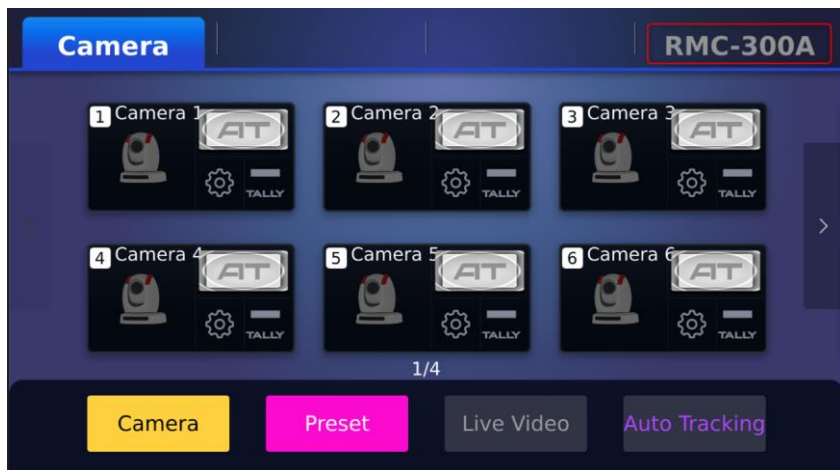 Camera
RMC-300A
1 Camera 1 AT
TALLY
2 Camera 2 AT
TALLY
3 Camera 3 AT
TALLY
4 Camera 4 AT
TALLY
5 Camera 5 AT
TALLY
6 Camera 6 AT
TALLY
>
1/4
Camera Preset Live Video Auto Tracking